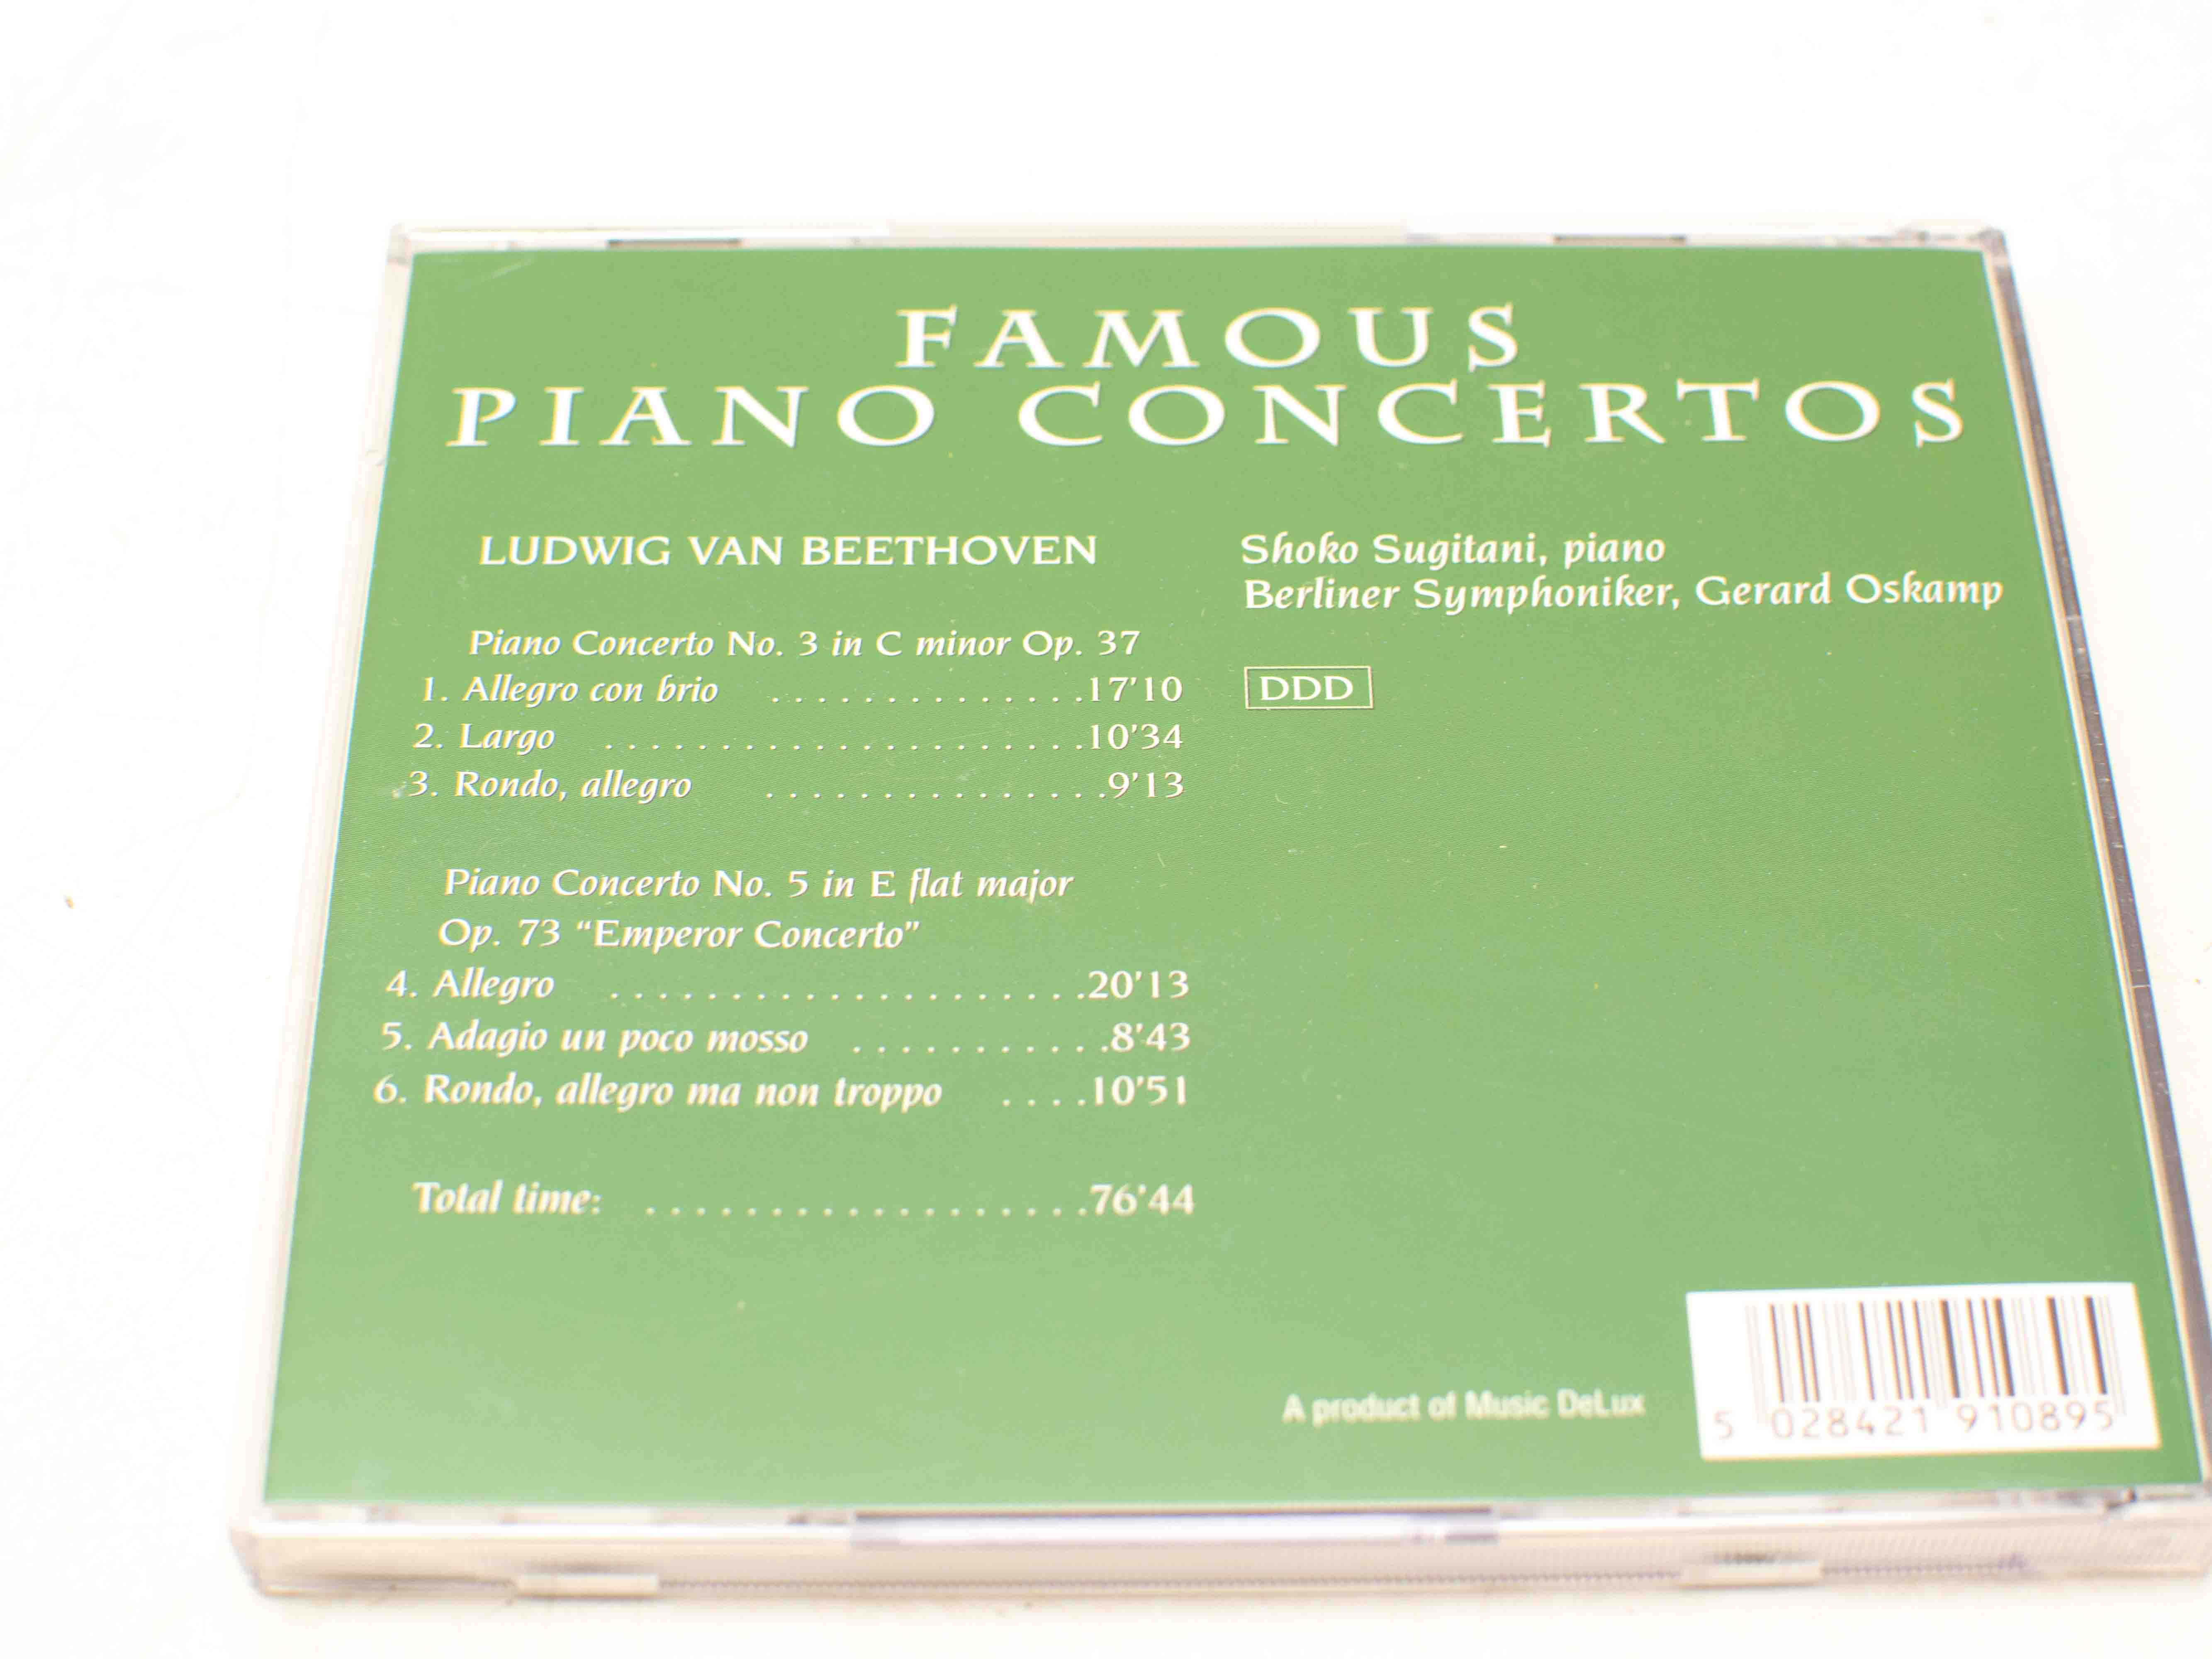 FAMOUS
PIANO CONCERTOS
LUDWIG VAN BEETHOVEN
Piano Concerto No. 3 in C minor Op. 37
1. Allegro con brio ..............17'10
2. Largo .....................10'34
3. Rondo, allegro ...............9'13
Piano Concerto No. 5 in E flat major
Op. 73 “Emperor Concerto”
4. Allegro ....................20'13
5. Adagio un poco mosso ...........8'43
6. Rondo, allegro ma non troppo ....10'51
Total time: ...................76'44
Shoko Sugitani, piano
Berliner Symphoniker, Gerard Oskamp
DDD
A product of Music DeLux
5 028421 910895